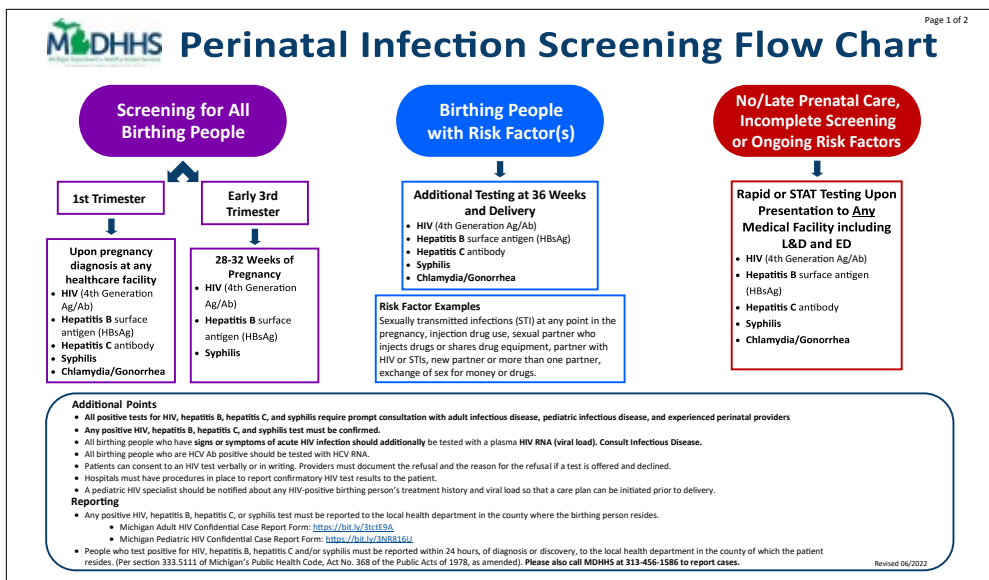 Page 1 of 2
MDHHS
Perinatal Infection Screening Flow Chart
Screening for All
Birthing People
1st Trimester
Upon pregnancy
diagnosis at any
healthcare facility
• HIV (4th Generation
Ag/Ab)
• Hepatitis B surface
antigen (HBsAg)
• Hepatitis C antibody
• Syphilis
• Chlamydia/Gonorrhea
Early 3rd
Trimester
28-32 Weeks of
Pregnancy
• HIV (4th Generation
Ag/Ab)
• Hepatitis B surface
antigen (HBsAg)
• Syphilis
Birthing People
with Risk Factor(s)
Additional Testing at 36 Weeks
and Delivery
• HIV (4th Generation Ag/Ab)
• Hepatitis B surface antigen (HBsAg)
• Hepatitis C antibody
• Syphilis
• Chlamydia/Gonorrhea
Risk Factor Examples
Sexually transmitted infections (STI) at any point in the
pregnancy, injection drug use, sexual partner who
injects drugs or shares drug equipment, partner with
HIV or STIs, new partner or more than one partner,
exchange of sex for money or drugs.
No/Late Prenatal Care,
Incomplete Screening
or Ongoing Risk Factors
Rapid or STAT Testing Upon
Presentation to Any
Medical Facility including
L&D and ED
• HIV (4th Generation Ag/Ab)
• Hepatitis B surface antigen
(HBsAg)
• Hepatitis C antibody
• Syphilis
• Chlamydia/Gonorrhea
Additional Points
• All positive tests for HIV, hepatitis B, hepatitis C, and syphilis require prompt consultation with adult infectious disease, pediatric infectious disease, and experienced perinatal providers
• Any positive HIV, hepatitis B, hepatitis C, and syphilis test must be confirmed.
• All birthing people who have signs or symptoms of acute HIV infection should additionally be tested with a plasma HIV RNA (viral load). Consult Infectious Disease.
• All birthing people who are HCV Ab positive should be tested with HCV RNA.
• Patients can consent to an HIV test verbally or in writing. Providers must document the refusal and the reason for the refusal if a test is offered and declined.
• Hospitals must have procedures in place to report confirmatory HIV test results to the patient.
• A pediatric HIV specialist should be notified about any HIV-positive birthing person's treatment history and viral load so that a care plan can be initiated prior to delivery.
Reporting
• Any positive HIV, hepatitis B, hepatitis C, or syphilis test must be reported to the local health department in the county where the birthing person resides.
• Michigan Adult HIV Confidential Case Report Form: https://bit.ly/3tctE9A
• Michigan Pediatric HIV Confidential Case Report Form: https://bit.ly/3NR816U
• People who test positive for HIV, hepatitis B, hepatitis C and/or syphilis must be reported within 24 hours, of diagnosis or discovery, to the local health department in the county of which the patient
resides. (Per section 333.5111 of Michigan's Public Health Code, Act No. 368 of the Public Acts of 1978, as amended). Please also call MDHHS at 313-456-1586 to report cases.
Revised 06/2022